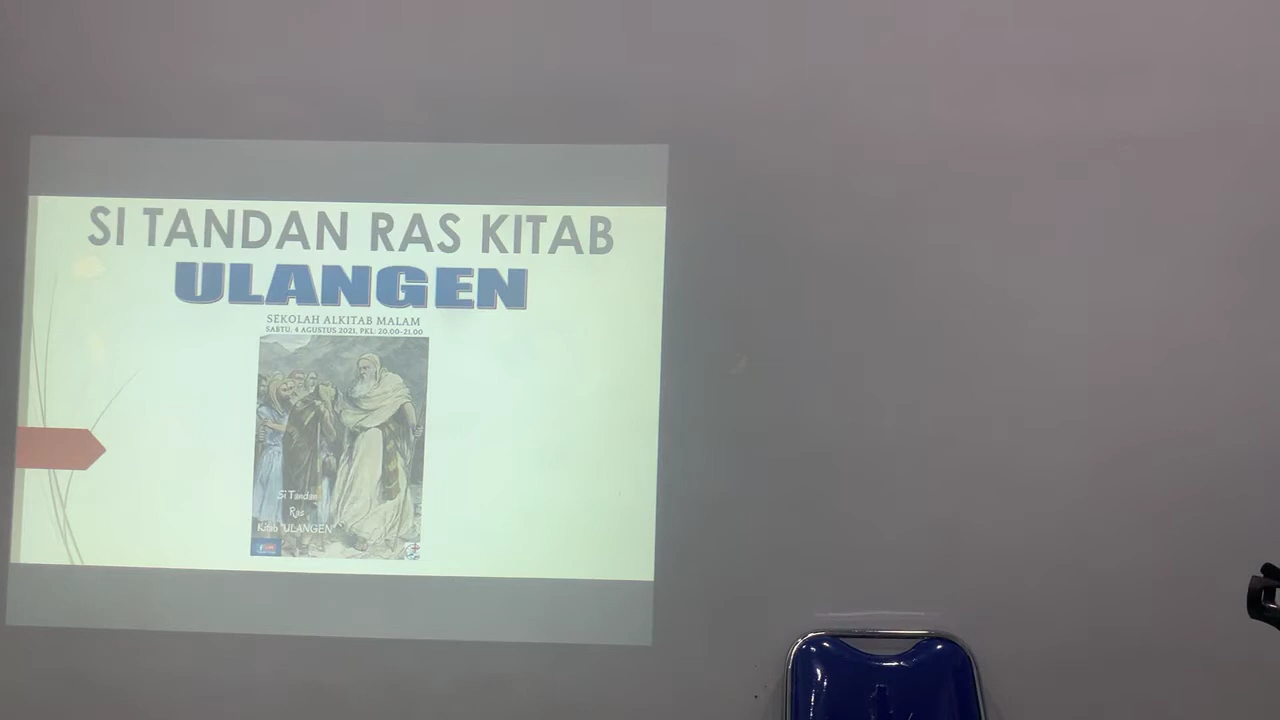 SI TANDAN RAS KITAB
ULANGEN
SEKOLAH ALKITAB MALAM
SABTU, 4 AGUSTUS 2021, PKL: 20.00-21.00
Si Tandan
Ras
Kitab "ULANGEN"